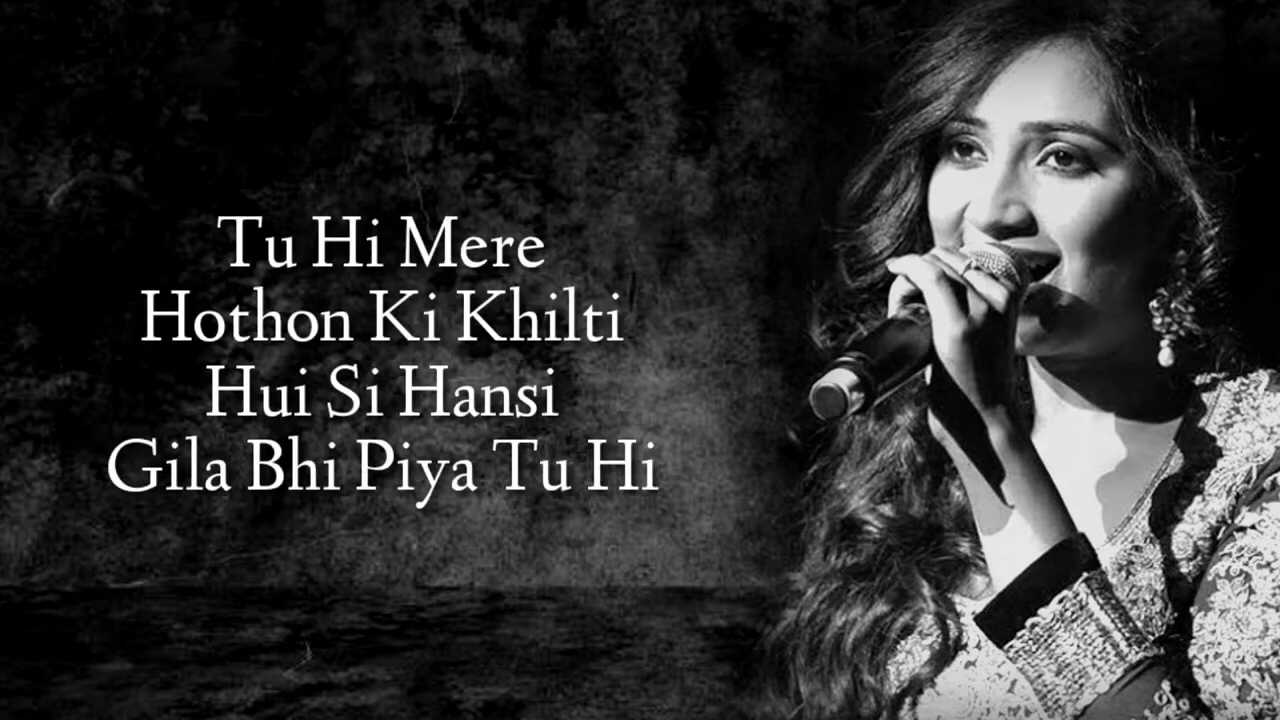 Tu Hi Mere
Hothon Ki Khilti
Hui Si Hansi
Gila Bhi Piya Tu Hi